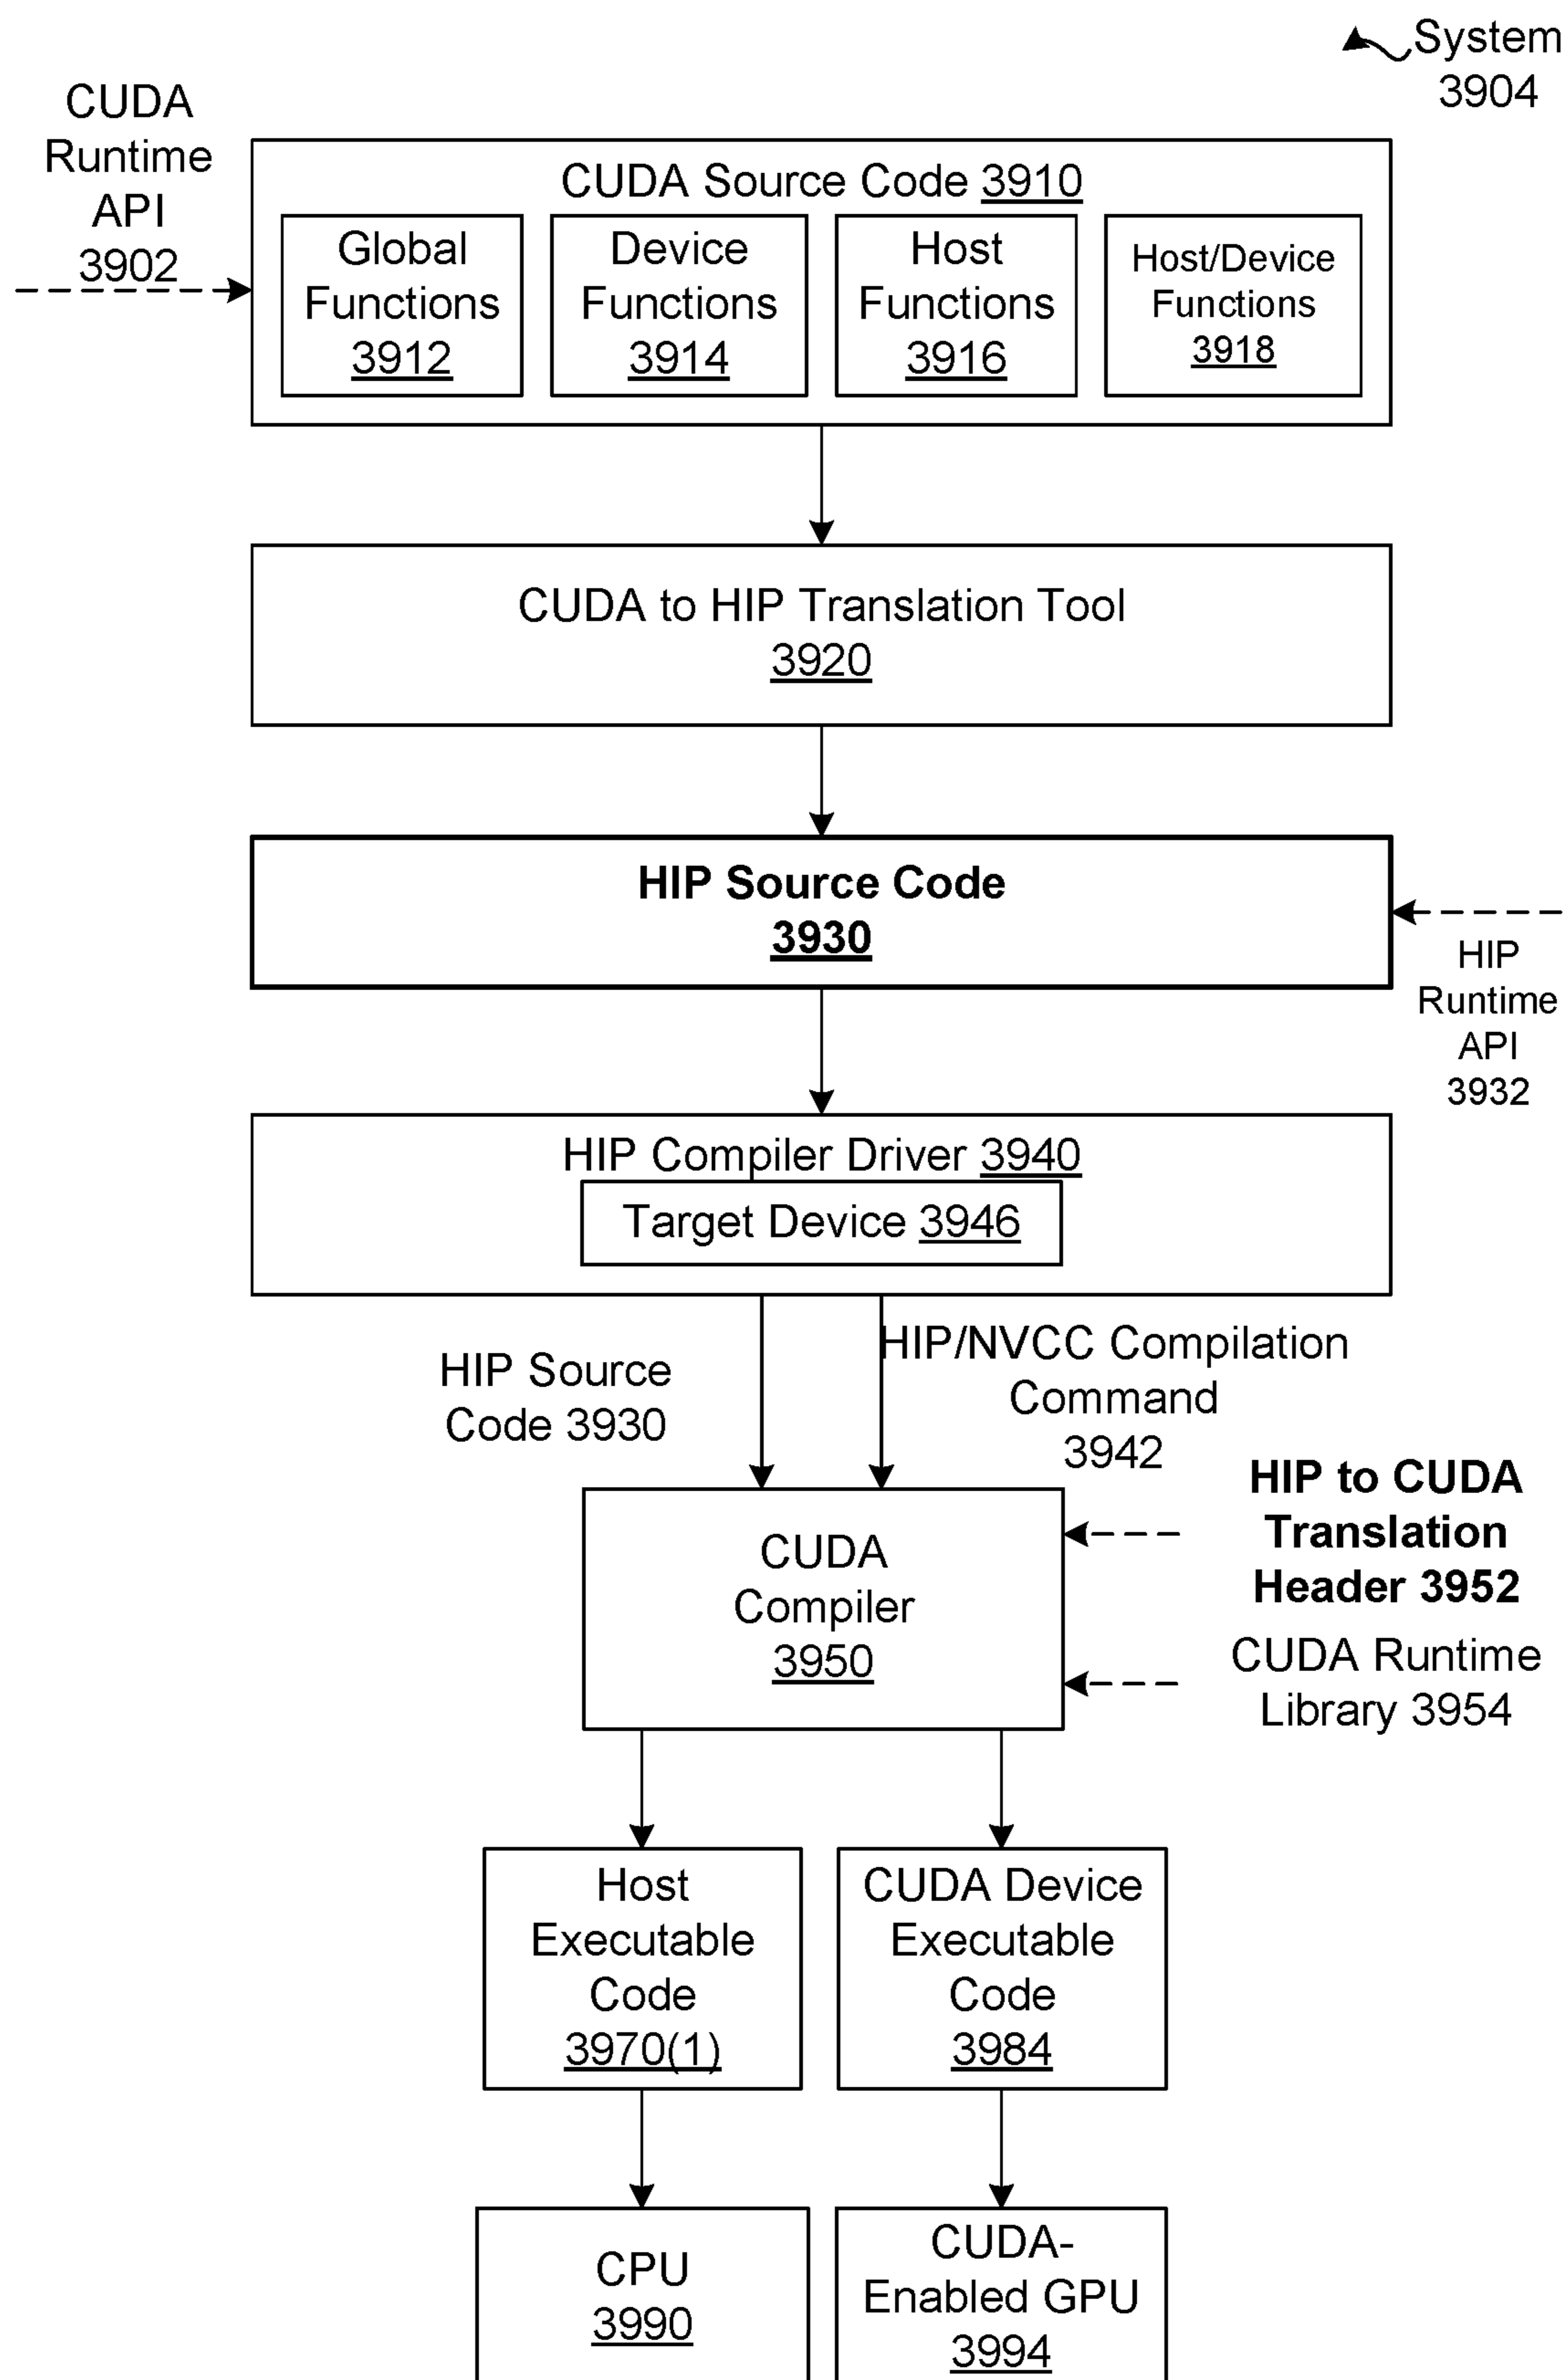 System
3904
CUDA
Runtime
API
3902
CUDA Source Code 3910
Global
Functions
3912
Device
Functions
3914
Host
Functions
3916
Host/Device
Functions
3918
CUDA to HIP Translation Tool
3920
HIP Source Code
3930
HIP
Runtime
API
3932
HIP Compiler Driver 3940
Target Device 3946
HIP Source
Code 3930
HIP/NVCC Compilation
Command
3942
HIP to CUDA
Translation
Header 3952
CUDA
Compiler
3950
CUDA Runtime
Library 3954
Host
Executable
Code
3970(1)
CUDA Device
Executable
Code
3984
CPU
3990
CUDA-
Enabled GPU
3994